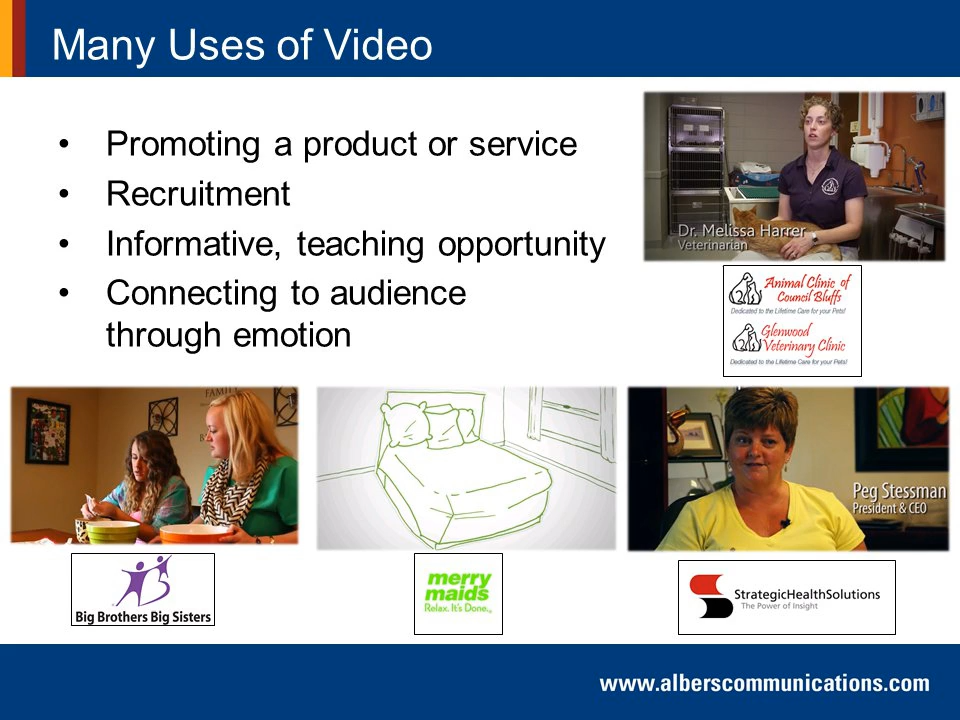 Many Uses of Video
• Promoting a product or service
• Recruitment
• Informative, teaching opportunity
• Connecting to audience
through emotion
Dr. Melissa Harrer
Veterinarian
Animal Clinic of
Council Bluffs
Dedicated to the Lifetime Care for your Pets!
Glenwood
Veterinary Clinic
Dedicated to the Lifetime Care for your Pets!
FAMILY
Peg Stessman
President & CEO
Big Brothers Big Sisters
merry
maids
Relax. It's Done.®
StrategicHealthSolutions
The Power of Insight
www.alberscommunications.com